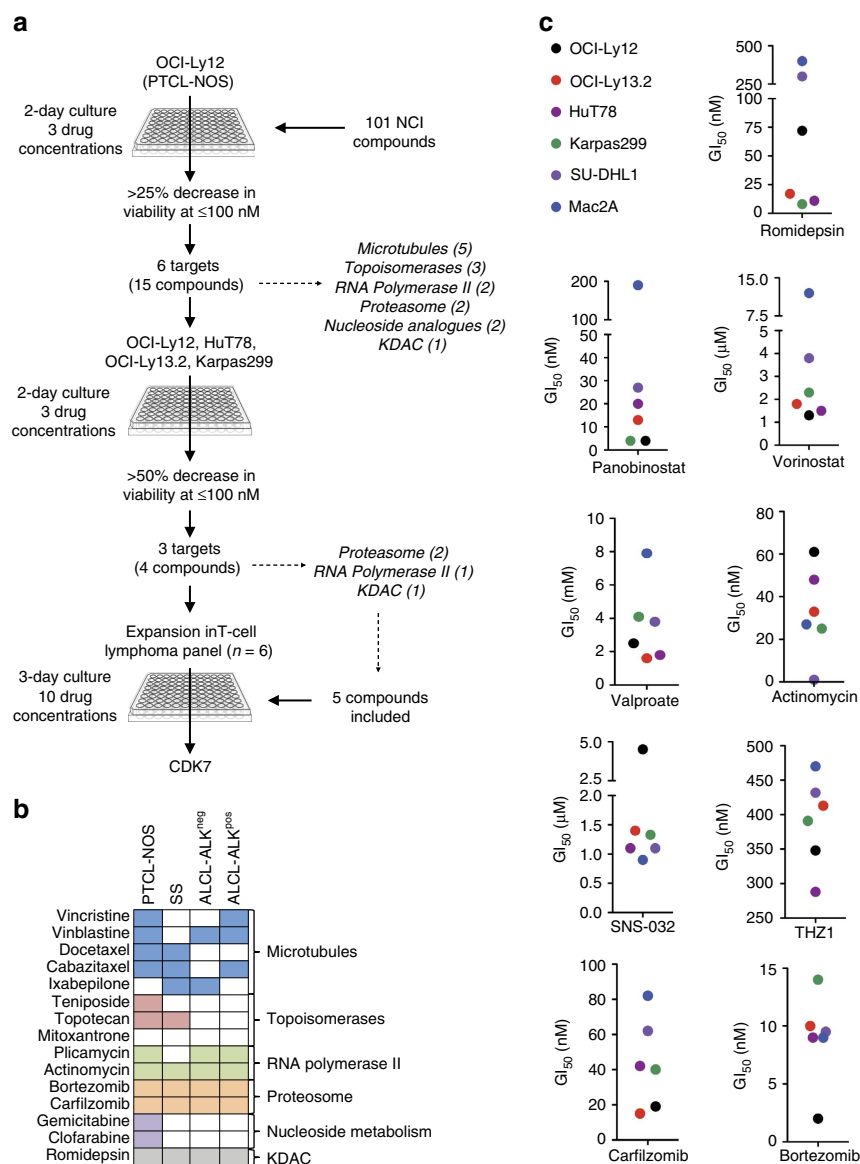 a
OCI-Ly12
(PTCL-NOS)
2-day culture
3 drug
concentrations
101 NCI
compounds
>25% decrease in
viability at ≤100 nM
6 targets
(15 compounds)
Microtubules (5)
Topoisomerases (3)
RNA Polymerase II (2)
Proteasome (2)
Nucleoside analogues (2)
KDAC (1)
OCI-Ly12, HuT78,
OCI-Ly13.2, Karpas299
2-day culture
3 drug
concentrations
>50% decrease in
viability at ≤100 nM
3 targets
(4 compounds)
Proteasome (2)
RNA Polymerase II (1)
KDAC (1)
Expansion inT-cell
lymphoma panel (n = 6)
3-day culture
10 drug
concentrations
5 compounds
included
CDK7
b
PTCL-NOS
SS
ALCL-ALKneg
ALCL-ALKpos
Vincristine
Vinblastine
Docetaxel
Cabazitaxel
Ixabepilone
Microtubules
Teniposide
Topotecan
Mitoxantrone
Topoisomerases
Plicamycin
Actinomycin
RNA polymerase II
Bortezomib
Carfilzomib
Proteosome
Gemicitabine
Clofarabine
Nucleoside metabolism
Romidepsin
KDAC
c
OCI-Ly12
OCI-Ly13.2
HuT78
Karpas299
SU-DHL1
Mac2A
GI50 (nM)
500
250
100
75
50
25
0
Romidepsin
GI50 (nM)
200
100
50
40
30
20
10
0
Panobinostat
GI50 (μM)
15.0
7.5
5
4
3
2
1
0
Vorinostat
GI50 (mM)
10
8
6
4
2
0
Valproate
GI50 (nM)
80
60
40
20
0
Actinomycin
GI50 (μM)
5.0
2.5
2.0
1.5
1.0
0.5
0.0
SNS-032
GI50 (nM)
500
450
400
350
300
250
THZ1
GI50 (nM)
100
80
60
40
20
0
Carfilzomib
GI50 (nM)
15
10
5
0
Bortezomib